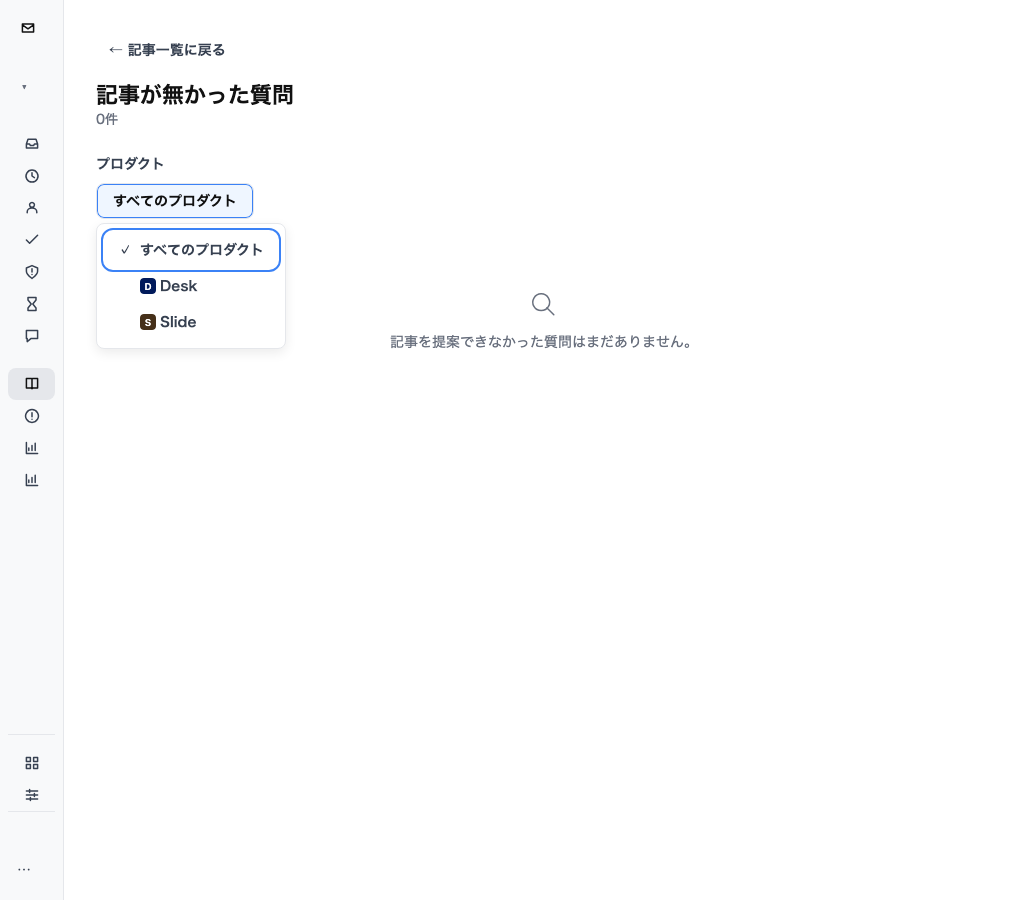 ← 記事一覧に戻る
記事が無かった質問
0件
プロダクト
すべてのプロダクト
✓ すべてのプロダクト
D Desk
S Slide
記事を提案できなかった質問はまだありません。
…